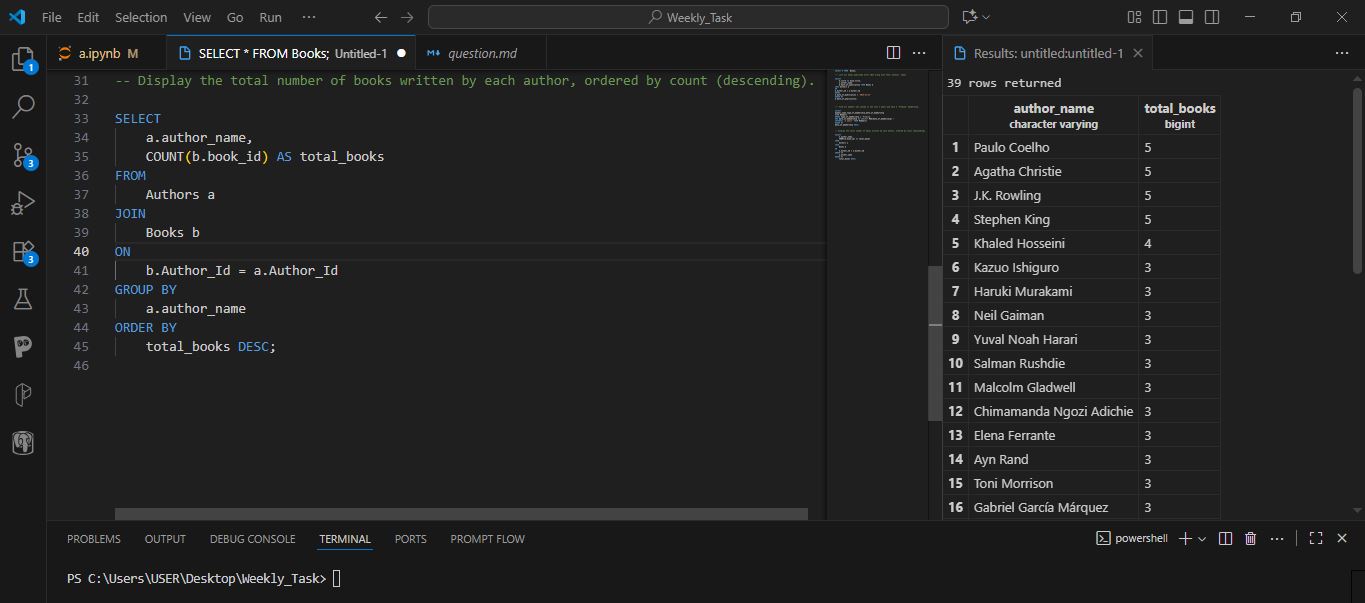 File Edit Selection View Go Run ··· Weekly_Task
a.ipynb M
SELECT * FROM Books; Untitled-1
question.md
Results: untitled:untitled-1
1
3
3
31 -- Display the total number of books written by each author, ordered by count (descending).
32
33 SELECT
34 a.author_name,
35 COUNT(b.book_id) AS total_books
36 FROM
37 Authors a
38 JOIN
39 Books b
40 ON
41 b.Author_Id = a.Author_Id
42 GROUP BY
43 a.author_name
44 ORDER BY
45 total_books DESC;
46
39 rows returned
author_name total_books
character varying bigint
1 Paulo Coelho 5
2 Agatha Christie 5
3 J.K. Rowling 5
4 Stephen King 5
5 Khaled Hosseini 4
6 Kazuo Ishiguro 3
7 Haruki Murakami 3
8 Neil Gaiman 3
9 Yuval Noah Harari 3
10 Salman Rushdie 3
11 Malcolm Gladwell 3
12 Chimamanda Ngozi Adichie 3
13 Elena Ferrante 3
14 Ayn Rand 3
15 Toni Morrison 3
16 Gabriel García Márquez 3
PROBLEMS OUTPUT DEBUG CONSOLE TERMINAL PORTS PROMPT FLOW powershell
PS C:\Users\USER\Desktop\Weekly_Task>